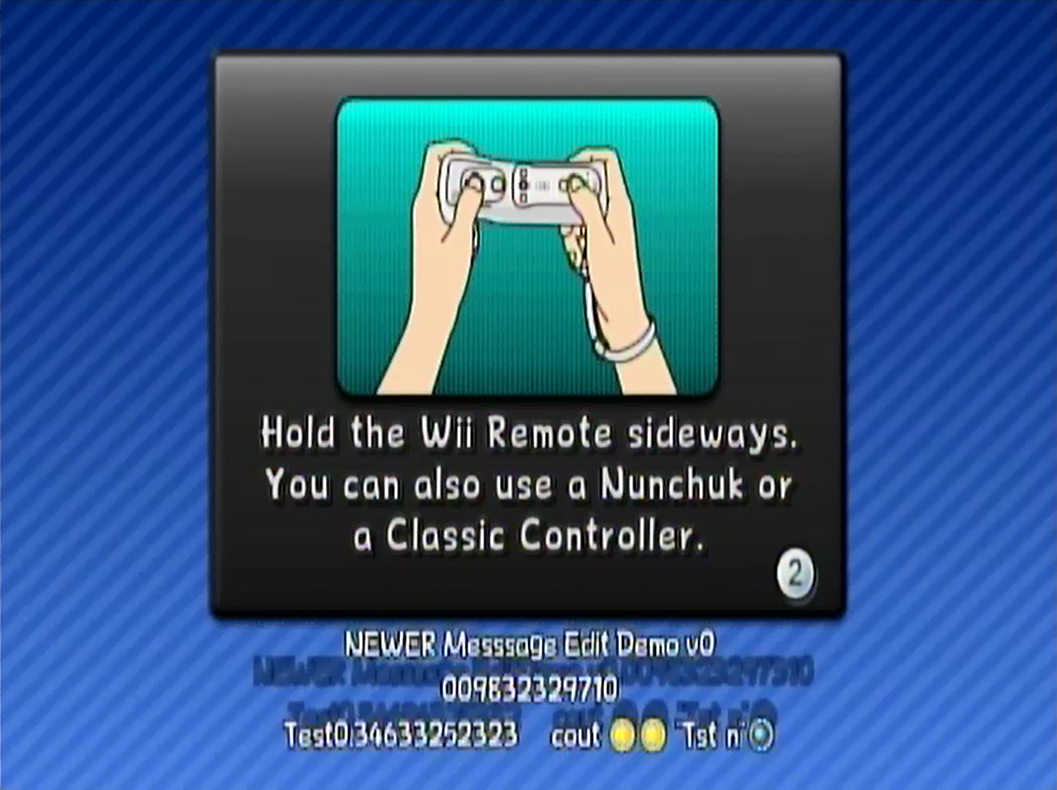 Hold the Wii Remote sideways.
You can also use a Nunchuk or
a Classic Controller.
2
NEWER Messsage Edit Demo v0
009832329710
Test0.34633252323 cout Tst n